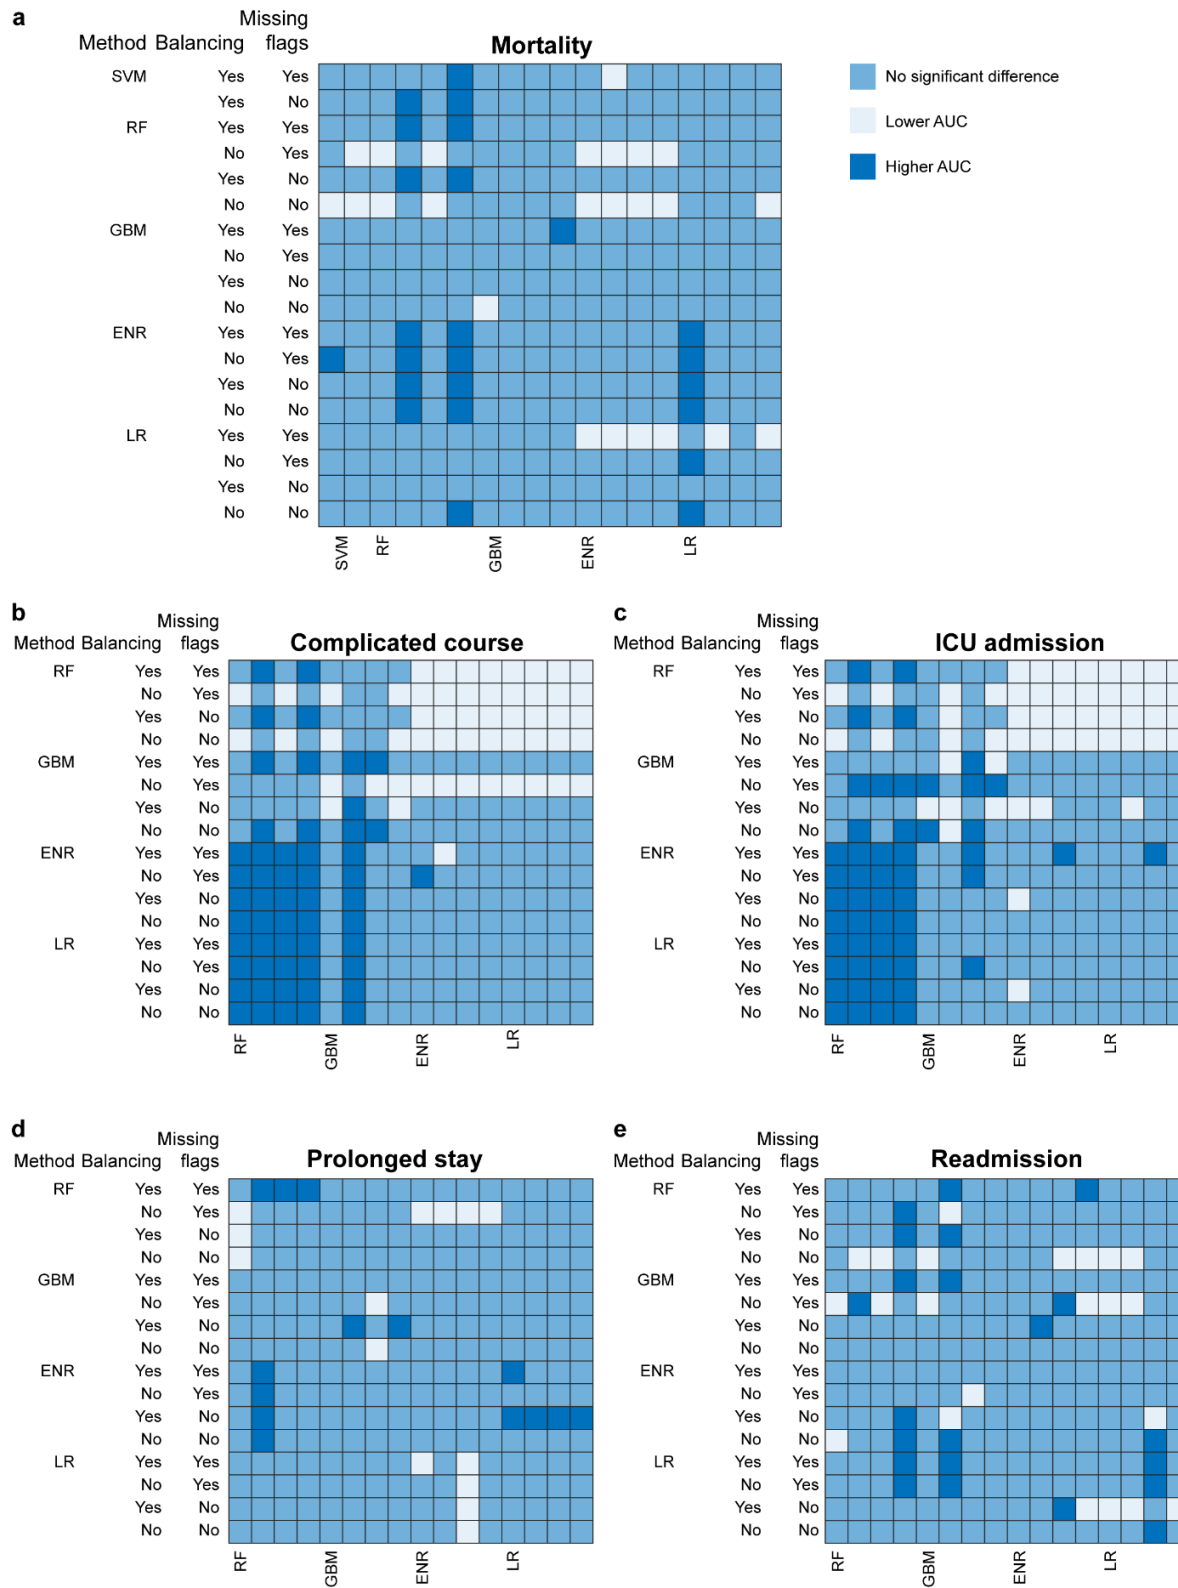 a
Missing
Method Balancing flags
Mortality
SVM Yes Yes
Yes No
RF Yes Yes
No Yes
Yes No
No No
GBM Yes Yes
No Yes
Yes No
No No
ENR Yes Yes
No Yes
Yes No
No No
LR Yes Yes
No Yes
Yes No
No No
SVM RF GBM ENR LR
No significant difference
Lower AUC
Higher AUC
b
Missing
Method Balancing flags
Complicated course
RF Yes Yes
No Yes
Yes No
No No
GBM Yes Yes
No Yes
Yes No
No No
ENR Yes Yes
No Yes
Yes No
No No
LR Yes Yes
No Yes
Yes No
No No
RF GBM ENR LR
c
Missing
Method Balancing flags
ICU admission
RF Yes Yes
No Yes
Yes No
No No
GBM Yes Yes
No Yes
Yes No
No No
ENR Yes Yes
No Yes
Yes No
No No
LR Yes Yes
No Yes
Yes No
No No
RF GBM ENR LR
d
Missing
Method Balancing flags
Prolonged stay
RF Yes Yes
No Yes
Yes No
No No
GBM Yes Yes
No Yes
Yes No
No No
ENR Yes Yes
No Yes
Yes No
No No
LR Yes Yes
No Yes
Yes No
No No
RF GBM ENR LR
e
Missing
Method Balancing flags
Readmission
RF Yes Yes
No Yes
Yes No
No No
GBM Yes Yes
No Yes
Yes No
No No
ENR Yes Yes
No Yes
Yes No
No No
LR Yes Yes
No Yes
Yes No
No No
RF GBM ENR LR